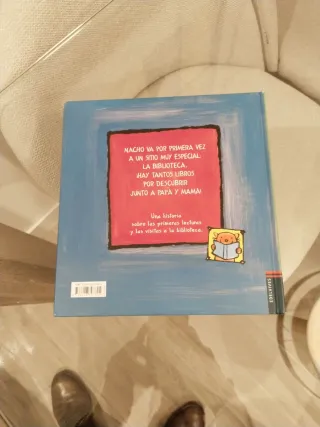 NACHO VA POR PRIMERA VEZ
A UN SITIO MUY ESPECIAL:
LA BIBLIOTECA.
¡HAY TANTOS LIBROS
POR DESCUBRIR
JUNTO A PAPÁ Y MAMÁ!
Una historia
sobre las primeras lecturas
y las visitas a la biblioteca.
EDELVIVES